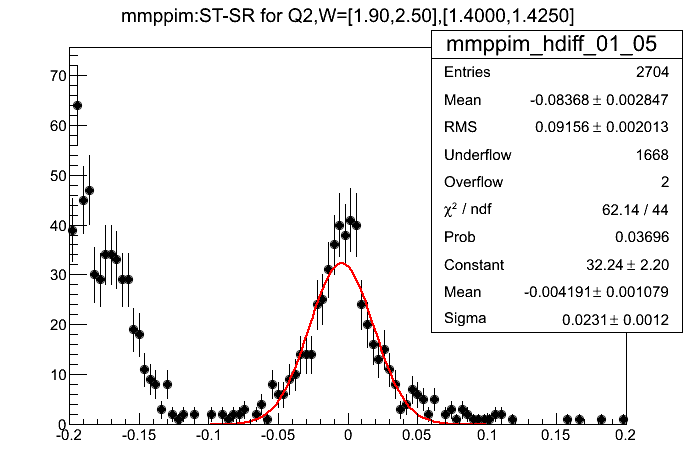 mmppim:ST-SR for Q2,W=[1.90,2.50],[1.4000,1.4250]
mmppim_hdiff_01_05
Entries 2704
Mean -0.08368 ± 0.002847
RMS 0.09156 ± 0.002013
Underflow 1668
Overflow 2
χ² / ndf 62.14 / 44
Prob 0.03696
Constant 32.24 ± 2.20
Mean -0.004191 ± 0.001079
Sigma 0.0231 ± 0.0012
70
60
50
40
30
20
10
0
-0.2 -0.15 -0.1 -0.05 0 0.05 0.1 0.15 0.2